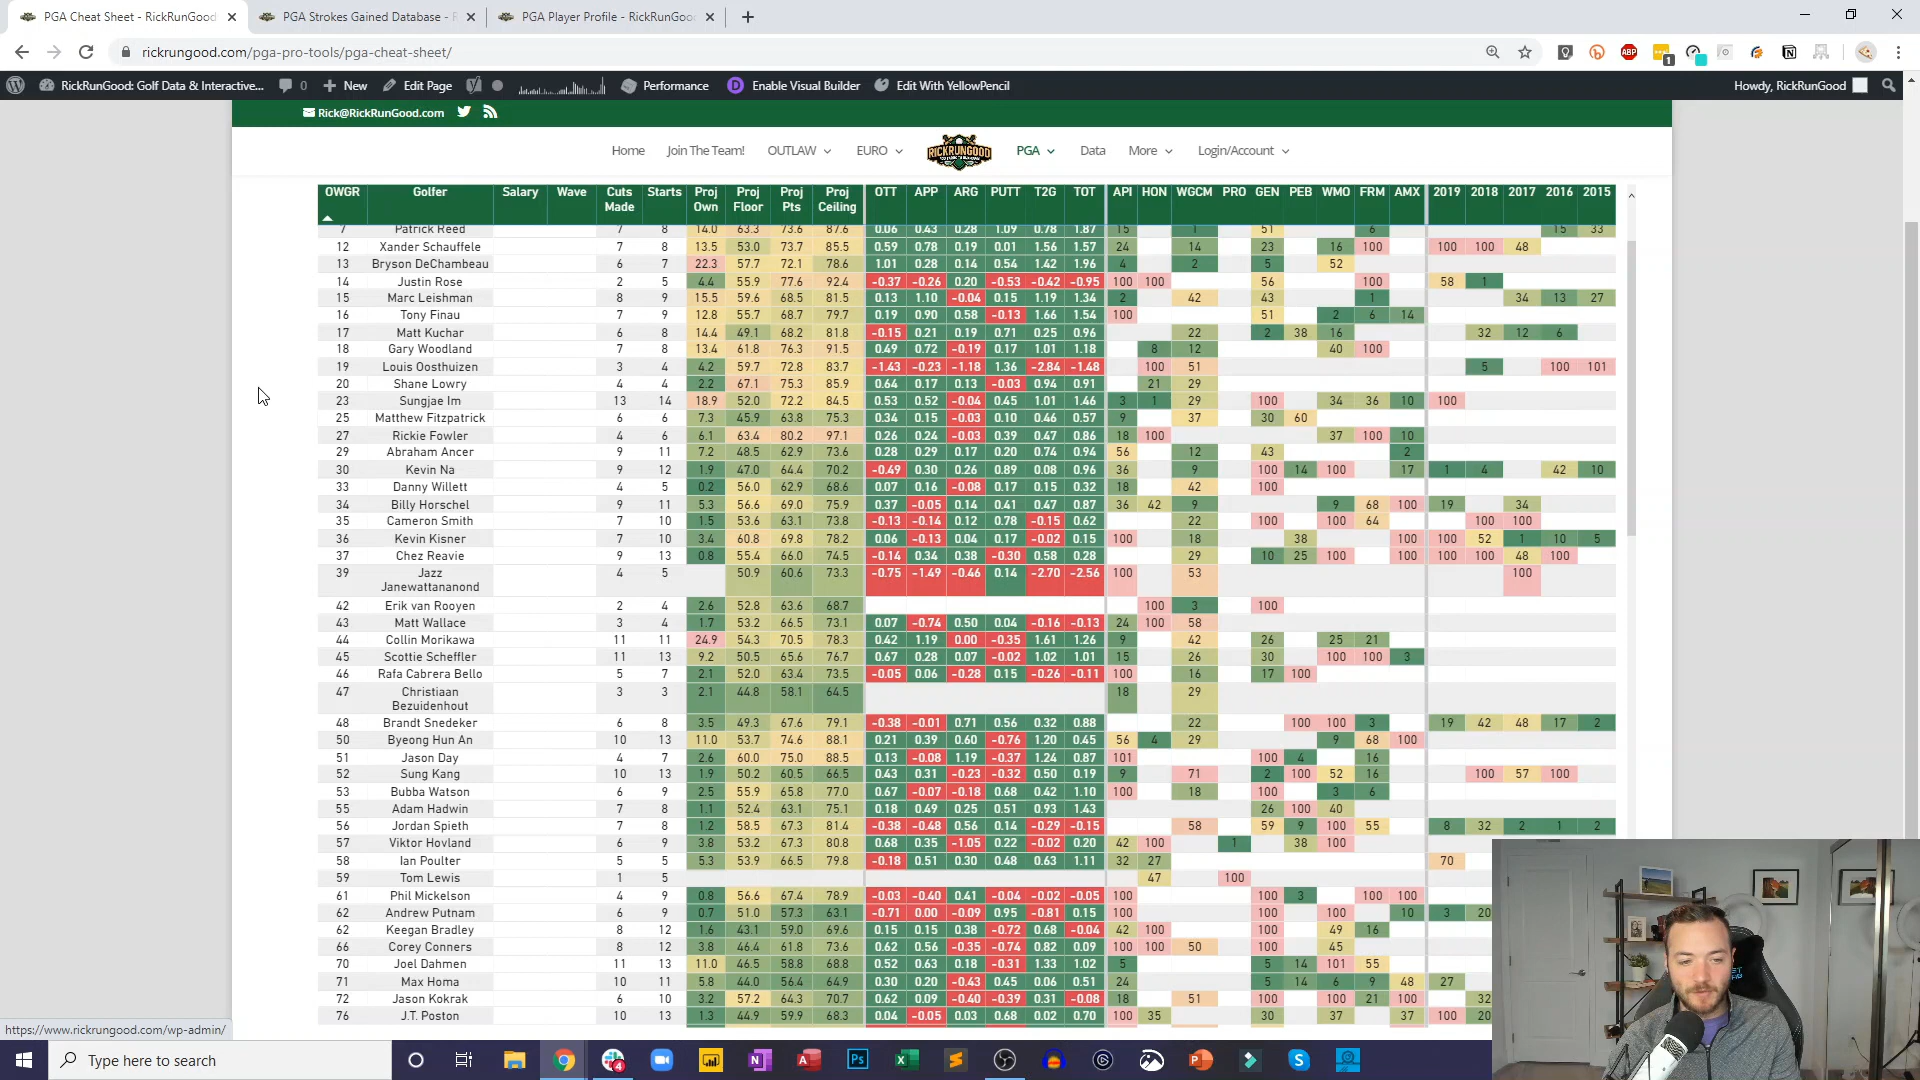 PGA Cheat Sheet - RickRunGood
PGA Strokes Gained Database - R
PGA Player Profile - RickRunGoo
rickrungood.com/pga-pro-tools/pga-cheat-sheet/
RickRunGood: Golf Data & Interactive... 0 New Edit Page Performance Enable Visual Builder Edit With YellowPencil Howdy, RickRunGood
Rick@RickRunGood.com
Home Join The Team! OUTLAW EURO RICKRUNGOOD PGA Data More Login/Account
OWGR Golfer Salary Wave Cuts Made Starts Proj Own Proj Floor Proj Pts Proj Ceiling OTT APP ARG PUTT T2G TOT API HON WGCM PRO GEN PEB WMO FRM AMX 2019 2018 2017 2016 2015
7 Patrick Reed 7 8 14.0 63.3 73.6 87.6 0.06 0.43 0.28 1.09 0.78 1.87 15 1 51 6 15 33
12 Xander Schauffele 7 8 13.5 53.0 73.7 85.5 0.59 0.78 0.19 0.01 1.56 1.57 24 14 23 16 100 100 100 48
13 Bryson DeChambeau 6 7 22.3 57.7 72.1 78.6 1.01 0.28 0.14 0.54 1.42 1.96 4 2 5 52
14 Justin Rose 2 5 4.4 55.9 77.6 92.4 -0.37 -0.26 0.20 -0.53 -0.42 -0.95 100 100 56 100 58 1
15 Marc Leishman 8 9 15.5 59.6 68.5 81.5 0.13 1.10 -0.04 0.15 1.19 1.34 2 42 43 1 34 13 27
16 Tony Finau 7 9 12.8 55.7 68.7 79.7 0.19 0.90 0.58 -0.13 1.66 1.54 100 51 2 6 14
17 Matt Kuchar 6 8 14.4 49.1 68.2 81.8 -0.15 0.21 0.19 0.71 0.25 0.96 22 2 38 16 32 12 6
18 Gary Woodland 7 8 13.4 61.8 76.3 91.5 0.49 0.72 -0.19 0.17 1.01 1.18 8 12 40 100
19 Louis Oosthuizen 3 4 4.2 59.7 72.8 83.7 -1.43 -0.23 -1.18 1.36 -2.84 -1.48 100 51 5 100 101
20 Shane Lowry 4 4 2.2 67.1 75.3 85.9 0.64 0.17 0.13 -0.03 0.94 0.91 21 29
23 Sungjae Im 13 14 18.9 52.0 72.2 84.5 0.53 0.52 -0.04 0.45 1.01 1.46 3 1 29 100 34 36 10 100
25 Matthew Fitzpatrick 6 6 7.3 45.9 63.8 75.3 0.34 0.15 -0.03 0.10 0.46 0.57 9 37 30 60
27 Rickie Fowler 4 6 6.1 63.4 80.2 97.1 0.26 0.24 -0.03 0.39 0.47 0.86 18 100 37 100 10
29 Abraham Ancer 9 11 7.2 48.5 62.9 73.6 0.28 0.29 0.17 0.20 0.74 0.94 56 12 43 2
30 Kevin Na 9 12 1.9 47.0 64.4 70.2 -0.49 0.30 0.26 0.89 0.08 0.96 36 9 100 14 100 17 1 4 42 10
33 Danny Willett 4 5 0.2 56.0 62.9 68.6 0.07 0.16 -0.08 0.17 0.15 0.32 18 42 100
34 Billy Horschel 9 11 5.3 56.6 69.0 75.9 0.37 -0.05 0.14 0.41 0.47 0.87 36 42 9 9 68 100 19 34
35 Cameron Smith 7 10 1.5 53.6 63.1 73.8 -0.13 -0.14 0.12 0.78 -0.15 0.62 22 100 100 64 100 100
36 Kevin Kisner 7 10 3.4 60.8 69.8 78.2 0.06 -0.13 0.04 0.17 -0.02 0.15 100 18 38 100 100 52 1 10 5
37 Chez Reavie 9 13 0.8 55.4 66.0 74.5 -0.14 0.34 0.38 -0.30 0.58 0.28 29 10 25 100 100 100 100 48 100
39 Jazz Janewattananond 4 5 50.9 60.6 73.3 -0.75 -1.49 -0.46 0.14 -2.70 -2.56 100 53 100
42 Erik van Rooyen 2 4 2.6 52.8 63.6 68.7 100 3 100
43 Matt Wallace 3 4 1.7 53.2 66.5 73.1 0.07 -0.74 0.50 0.04 -0.16 -0.13 24 100 58
44 Collin Morikawa 11 11 24.9 54.3 70.5 78.3 0.42 1.19 0.00 -0.35 1.61 1.26 9 42 26 25 21
45 Scottie Scheffler 11 13 9.2 50.5 65.6 76.7 0.67 0.28 0.07 -0.02 1.02 1.01 15 26 30 100 100 3
46 Rafa Cabrera Bello 5 7 2.1 52.0 63.4 73.5 -0.05 0.06 -0.28 0.15 -0.26 -0.11 100 16 17 100
47 Christiaan Bezuidenhout 3 3 2.1 44.8 58.1 64.5 18 29
48 Brandt Snedeker 6 8 3.5 49.3 67.6 79.1 -0.38 -0.01 0.71 0.56 0.32 0.88 22 100 100 3 19 42 48 17 2
50 Byeong Hun An 10 13 11.0 53.7 74.6 88.1 0.21 0.39 0.60 -0.76 1.20 0.45 56 4 29 9 68 100
51 Jason Day 4 7 2.6 60.0 75.0 88.5 0.13 -0.08 1.19 -0.37 1.24 0.87 101 100 4 16
52 Sung Kang 10 13 1.9 50.2 60.5 66.5 0.43 0.31 -0.23 -0.32 0.50 0.19 9 71 2 100 52 16 100 57 100
53 Bubba Watson 6 9 2.5 55.9 65.8 77.0 0.67 -0.07 -0.18 0.68 0.42 1.10 100 18 100 3 6
55 Adam Hadwin 7 8 1.1 52.4 63.1 75.1 0.18 0.49 0.25 0.51 0.93 1.43 26 100 40
56 Jordan Spieth 7 8 1.2 58.5 67.3 81.4 -0.38 -0.48 0.56 0.14 -0.29 -0.15 58 59 9 100 55 8 32 2 1 2
57 Viktor Hovland 6 9 3.8 53.2 67.3 80.8 0.68 0.35 -1.05 0.22 -0.02 0.20 42 100 1 38 100
58 Ian Poulter 5 5 5.3 53.9 66.5 79.8 -0.18 0.51 0.30 0.48 0.63 1.11 32 27 70
59 Tom Lewis 1 5 47 100
61 Phil Mickelson 4 9 0.8 56.6 67.4 78.9 -0.03 -0.40 0.41 -0.04 -0.02 -0.05 100 100 3 100 100
62 Andrew Putnam 6 9 0.7 51.0 57.3 63.1 -0.71 0.00 -0.09 0.95 -0.81 0.15 100 100 100 10 3 20
62 Keegan Bradley 8 12 1.6 43.1 59.0 69.6 0.15 0.15 0.38 -0.72 0.68 -0.04 42 100 100 49 16
66 Corey Conners 8 12 3.8 46.4 61.8 73.6 0.62 0.56 -0.35 -0.74 0.82 0.09 100 100 50 100 45
70 Joel Dahmen 11 13 11.0 46.5 58.8 68.8 0.52 0.63 0.18 -0.31 1.33 1.02 5 5 14 101 55
71 Max Homa 10 11 5.8 44.0 56.4 64.9 0.30 0.20 -0.43 0.45 0.06 0.51 24 5 14 6 9 48 27
72 Jason Kokrak 6 10 3.2 57.2 64.3 70.7 0.62 0.09 -0.40 -0.39 0.31 -0.08 18 51 100 100 21 100 32
76 J.T. Poston 10 13 1.3 44.9 59.9 68.3 0.04 -0.05 0.03 0.68 0.02 0.70 100 35 30 37 37 100 20
https://www.rickrungood.com/wp-admin/
Type here to search